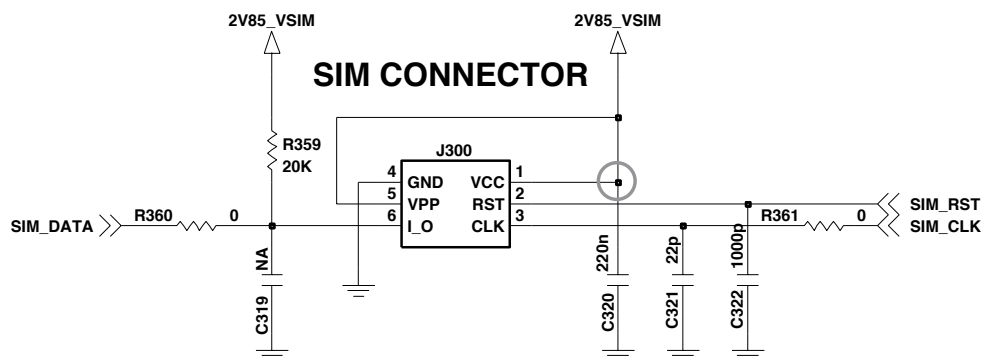 2V85_VSIM 2V85_VSIM
SIM CONNECTOR
R359
20K
J300
4 GND VCC 1
5 VPP RST 2
6 I_O CLK 3
SIM_DATA R360 0
R361 0 SIM_RST
SIM_CLK
NA
C319
220n
C320
22p
C321
1000p
C322